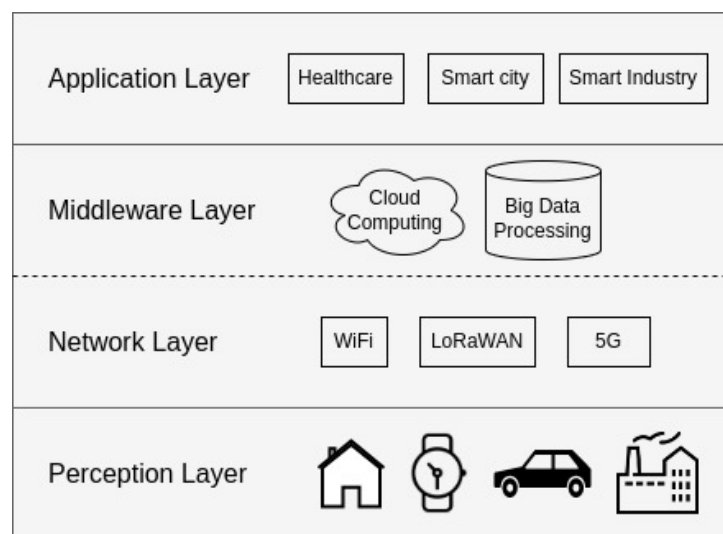 Application Layer
Healthcare
Smart city
Smart Industry
Middleware Layer
Cloud
Computing
Big Data
Processing
Network Layer
WiFi
LoRaWAN
5G
Perception Layer